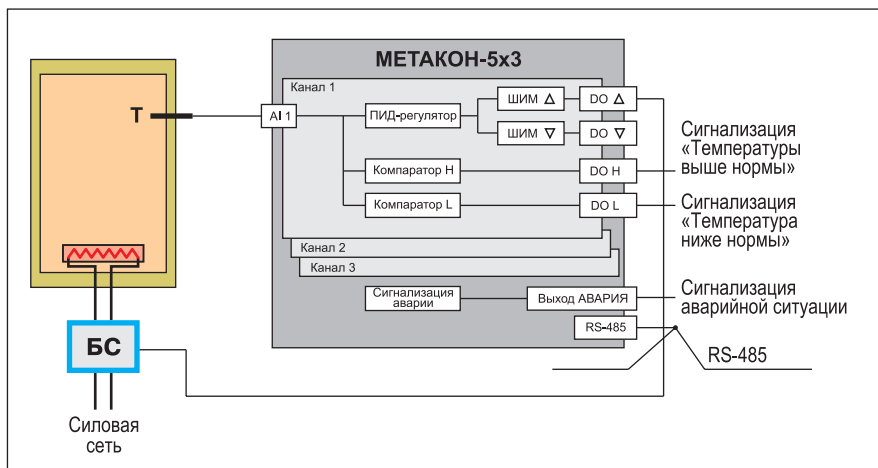 МЕТАКОН-5х3
Канал 1
T
AI 1
ПИД-регулятор
ШИМ Δ
DO Δ
ШИМ ∇
DO ∇
Компаратор H
DO H
Компаратор L
DO L
Сигнализация
«Температуры
выше нормы»
Сигнализация
«Температура
ниже нормы»
Канал 2
Канал 3
Сигнализация
аварии
Выход АВАРИЯ
Сигнализация
аварийной ситуации
RS-485
RS-485
БС
Силовая
сеть